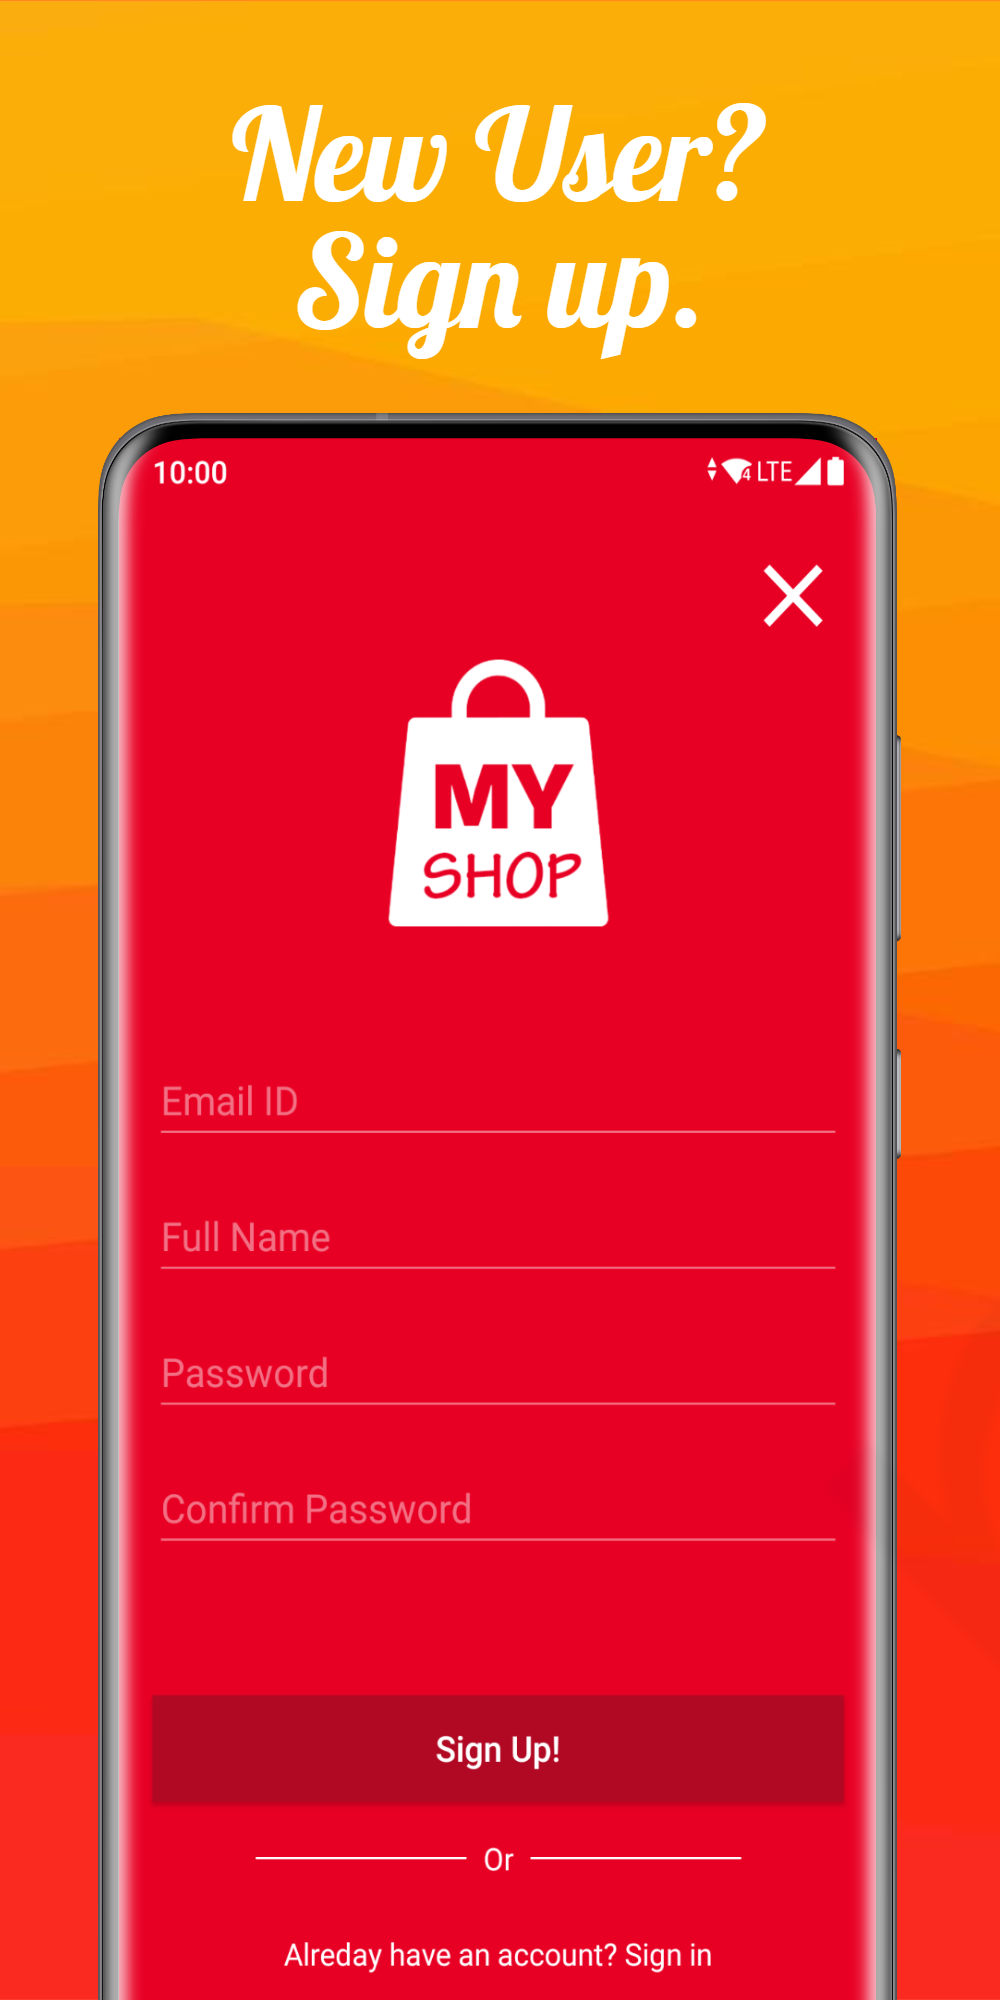 New User?
Sign up.
10:00
4 LTE
MY
SHOP
Email ID
Full Name
Password
Confirm Password
Sign Up!
Or
Alreday have an account? Sign in